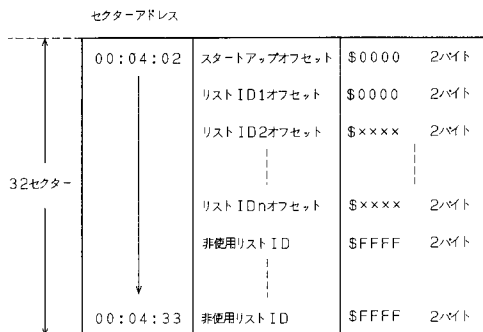 セクターアドレス
00:04:02 スタートアップオフセット $0000 2バイト
リストID1オフセット $0000 2バイト
リストID2オフセット $×××× 2バイト
32セクター
リストIDnオフセット $×××× 2バイト
非使用リストID $FFFF 2バイト
00:04:33 非使用リストID $FFFF 2バイト